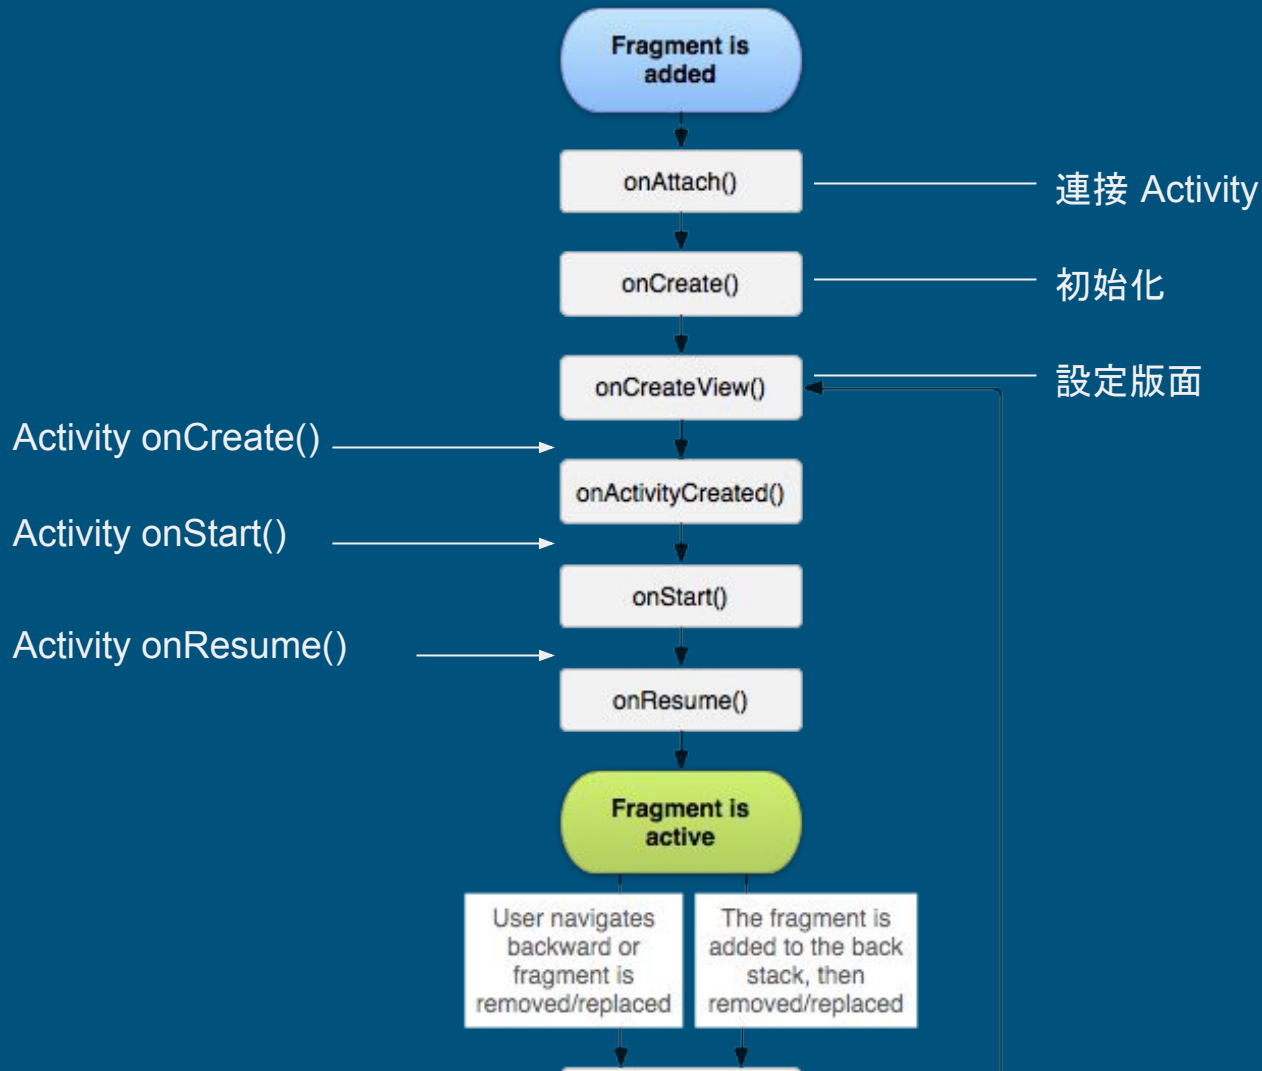 Fragment is
added
onAttach()
連接 Activity
onCreate()
初始化
onCreateView()
設定版面
Activity onCreate()
onActivityCreated()
Activity onStart()
onStart()
Activity onResume()
onResume()
Fragment is
active
User navigates
backward or
fragment is
removed/replaced
The fragment is
added to the back
stack, then
removed/replaced